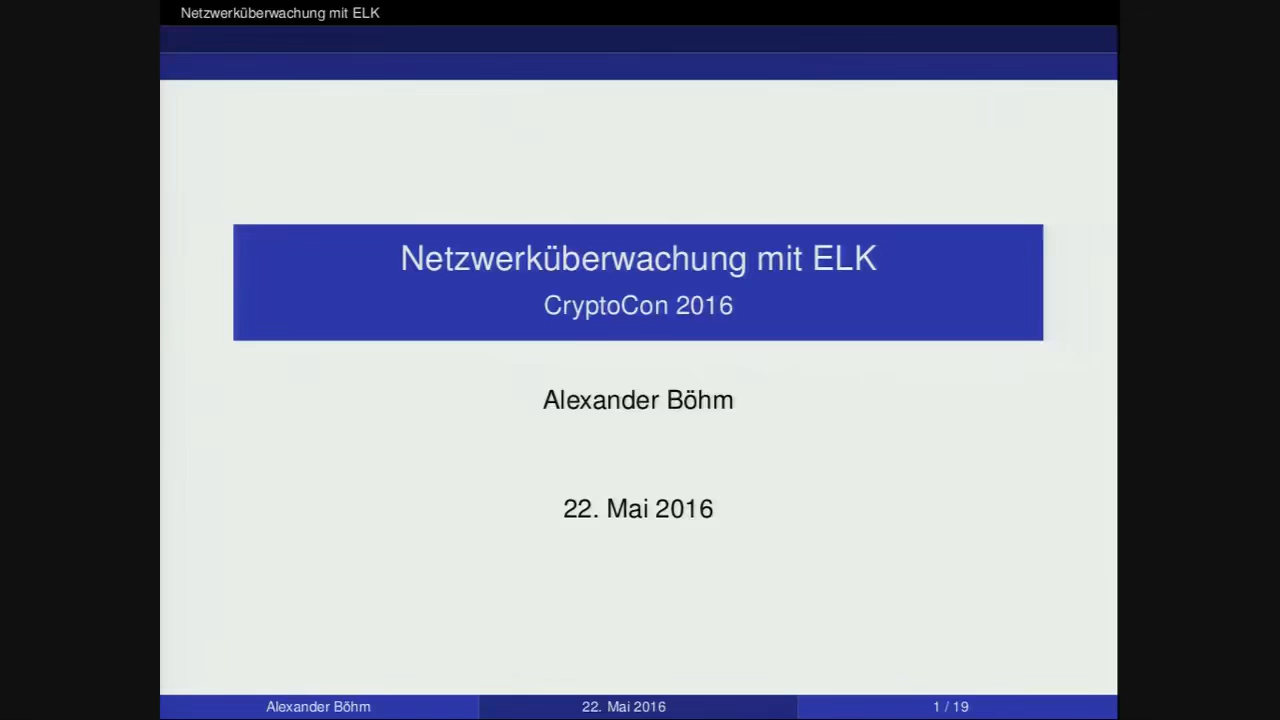 Netzwerküberwachung mit ELK
Netzwerküberwachung mit ELK
CryptoCon 2016
Alexander Böhm
22. Mai 2016
Alexander Böhm
22. Mai 2016
1 / 19